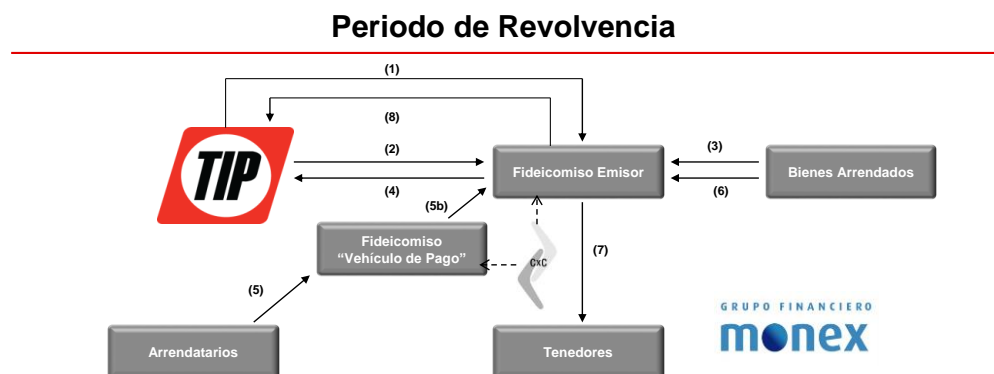 Periodo de Revolvencia
(1)
(8)
TIP
(2)
(4)
Fideicomiso Emisor
(3)
(6)
Bienes Arrendados
(5b)
Fideicomiso
“Vehículo de Pago”
CxC
(7)
(5)
GRUPO FINANCIERO
monex
Arrendatarios
Tenedores